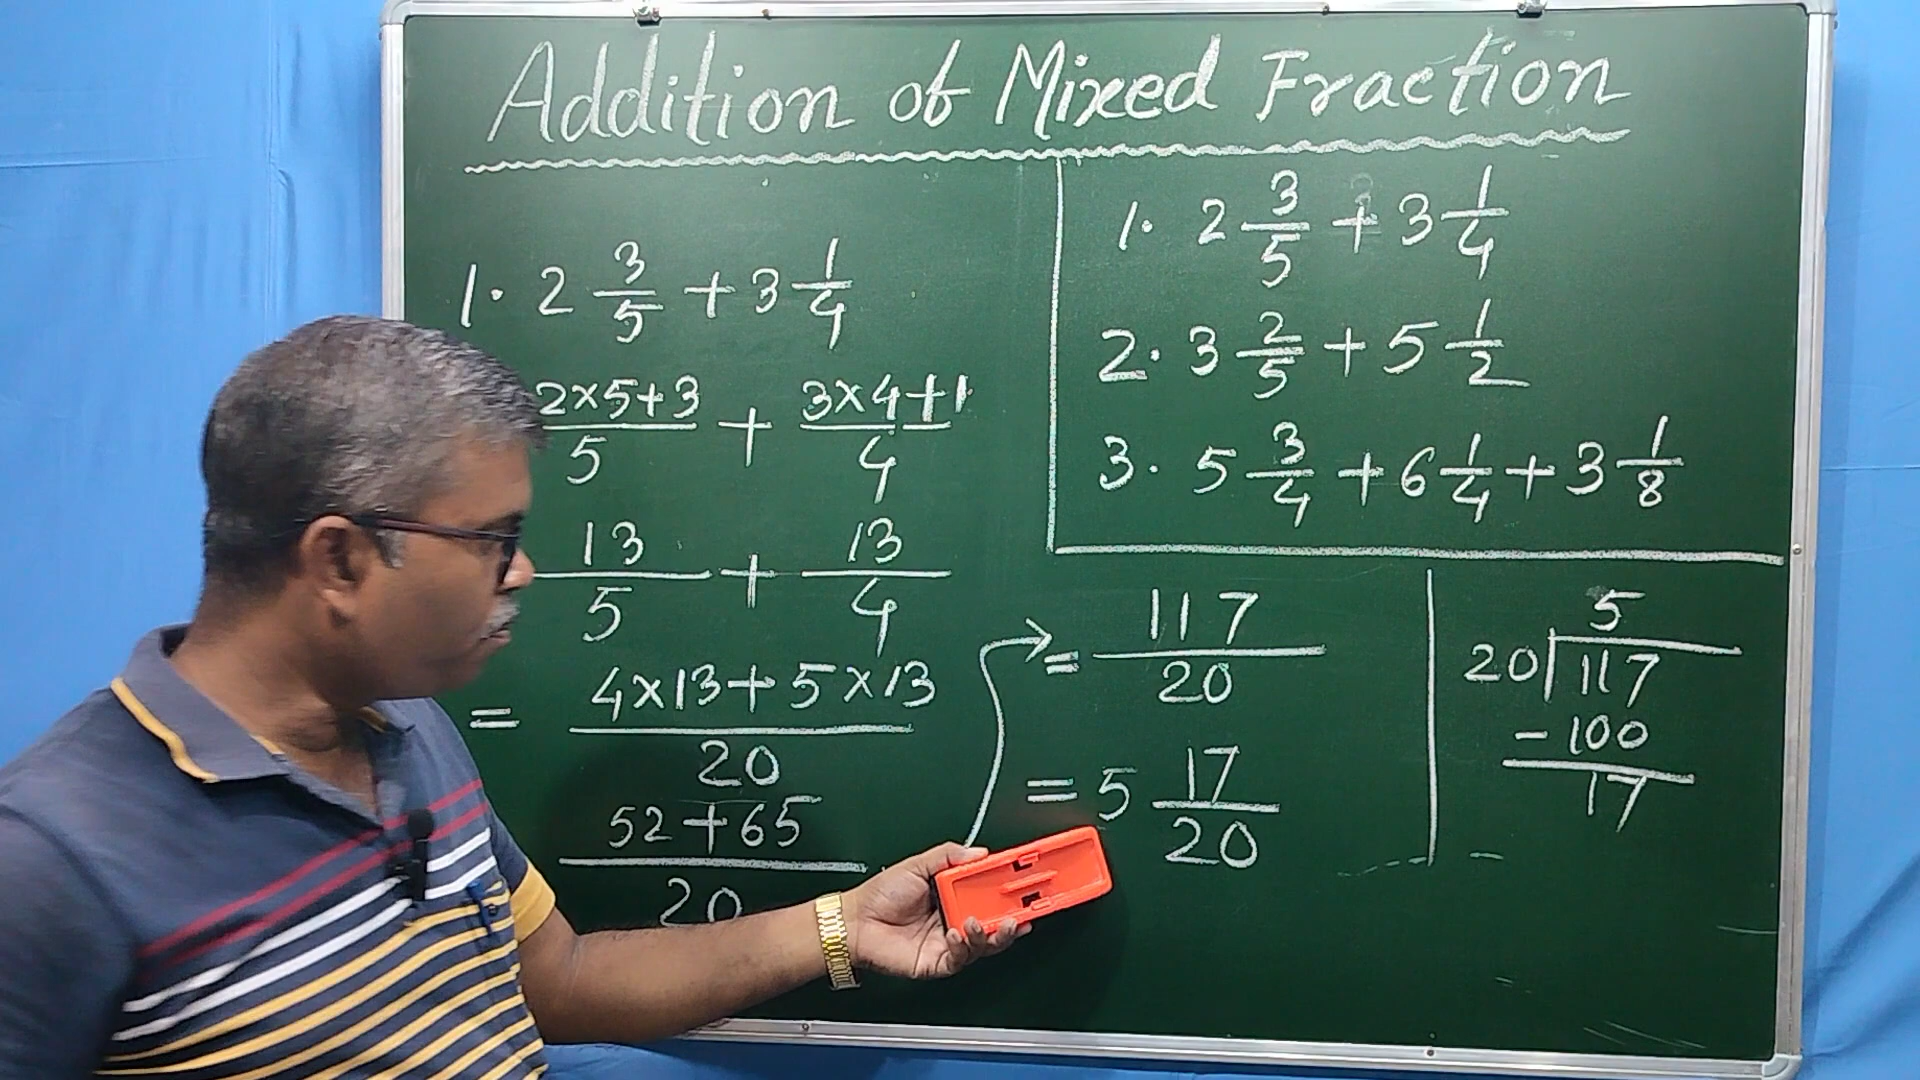 Addition of Mixed Fraction
1. 2 3/5 + 3 1/4
2×5+3/5 + 3×4+1/4
13/5 + 13/4
= 4×13+5×13/20
52+65/20
1. 2 3/5 + 3 1/4
2. 3 2/5 + 5 1/2
3. 5 3/4 + 6 1/4 + 3 1/8
= 117/20
= 5 17/20
5
20)117
-100
17